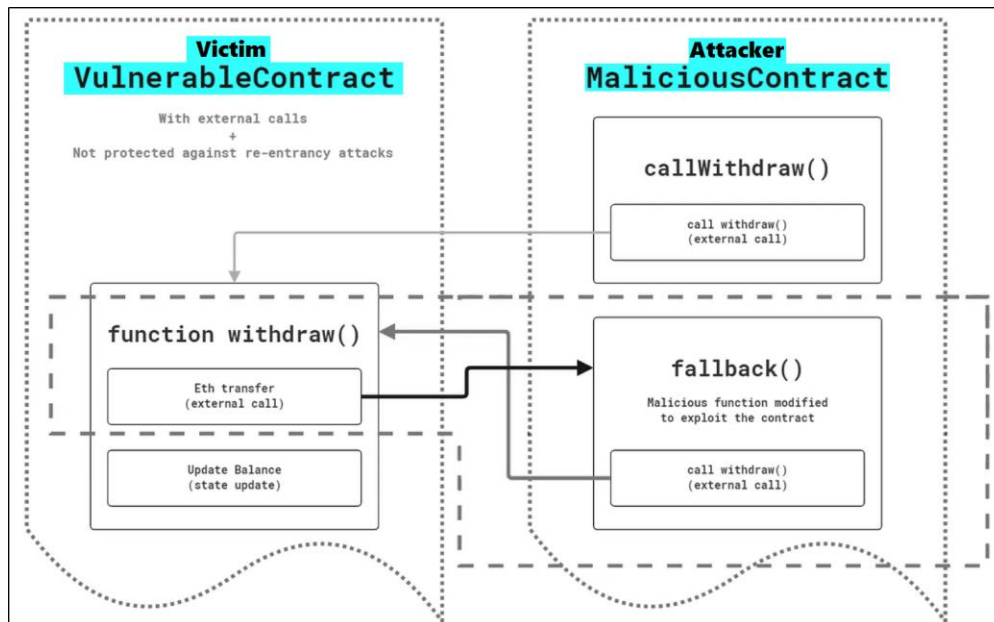 Victim
VulnerableContract
With external calls
+
Not protected against re-entrancy attacks
function withdraw()
Eth transfer
(external call)
Update Balance
(state update)
Attacker
MaliciousContract
callWithdraw()
call withdraw()
(external call)
fallback()
Malicious function modified
to exploit the contract
call withdraw()
(external call)